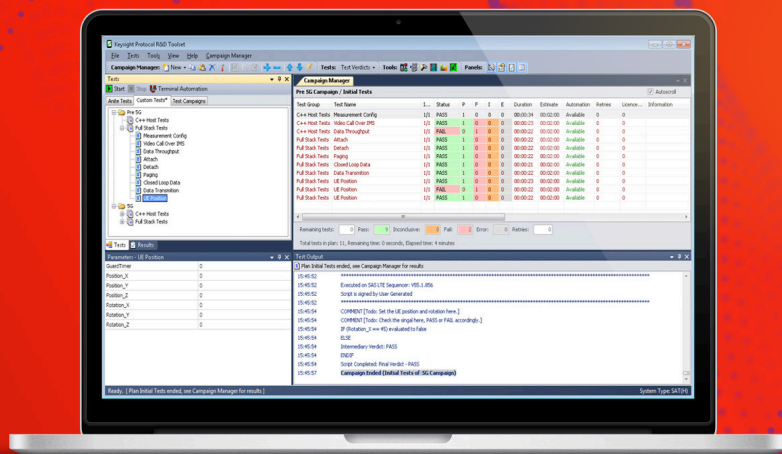 Keysight Protocol R&D Toolset
File Tests Tools View Help Campaign Manager
Campaign Manager: New Tests: Test Verdicts Tools: Panels:
Tests
Start Stop Terminal Automation
Anite Tests Custom Tests* Test Campaigns
Pre 5G
C++ Host Tests
Full Stack Tests
Measurement Config
Video Call Over IMS
Data Throughput
Attach
Detach
Paging
Closed Loop Data
Data Transmition
UE Position
5G
C++ Host Tests
Full Stack Tests
Tests Results
Parameters - UE Position
GuardTimer 0
Position_X 0
Position_Y 0
Position_Z 0
Rotation_X 0
Rotation_Y 0
Rotation_Z 0
Campaign Manager
Pre 5G Campaign / Initial Tests Autoscroll
Test Group Test Name I... Status P F I E Duration Estimate Automation Retries Licence... Information
C++ Host Tests Measurement Config 1/1 PASS 1 0 0 0 00:00:34 00:02:00 Available 0 0
C++ Host Tests Video Call Over IMS 1/1 PASS 1 0 0 0 00:00:23 00:02:00 Available 0 0
C++ Host Tests Data Throughput 1/1 FAIL 0 1 0 0 00:00:22 00:02:00 Available 0 0
Full Stack Tests Attach 1/1 PASS 1 0 0 0 00:00:22 00:02:00 Available 0 0
Full Stack Tests Detach 1/1 PASS 1 0 0 0 00:00:22 00:02:00 Available 0 0
Full Stack Tests Paging 1/1 PASS 1 0 0 0 00:00:22 00:02:00 Available 0 0
Full Stack Tests Closed Loop Data 1/1 PASS 1 0 0 0 00:00:21 00:02:00 Available 0 0
Full Stack Tests Data Transmition 1/1 PASS 1 0 0 0 00:00:22 00:02:00 Available 0 0
Full Stack Tests UE Position 1/1 PASS 1 0 0 0 00:00:23 00:02:00 Available 0 0
Full Stack Tests UE Position 1/1 FAIL 0 1 0 0 00:00:22 00:02:00 Available 0 0
Full Stack Tests UE Position 1/1 PASS 1 0 0 0 00:00:22 00:02:00 Available 0 0
Remaining tests: 0 Pass: 9 Inconclusive: 0 Fail: 2 Error: 0 Retries: 0
Total tests in plan: 11, Remaining time: 0 seconds, Elapsed time: 4 minutes
Test Output
Plan Initial Tests ended, see Campaign Manager for results
15:45:52
15:45:52 Executed on SAS LTE Sequencer: V55.1.056
15:45:52 Script is signed by User Generated
15:45:52
15:45:54 COMMENT [Todo: Set the UE position and rotation here.]
15:45:54 COMMENT [Todo: Check the singal here, PASS or FAIL accordingly.]
15:45:54 IF (Rotation_X == 45) evaluated to false
15:45:54 ELSE
15:45:54 Intermediary Verdict: PASS
15:45:54 ENDIF
15:45:54 Script Completed: Final Verdict - PASS
15:45:57 Campaign Ended (Initial Tests of 5G Campaign)
Ready. [ Plan Initial Tests ended, see Campaign Manager for results ] System Type: SAT(H)